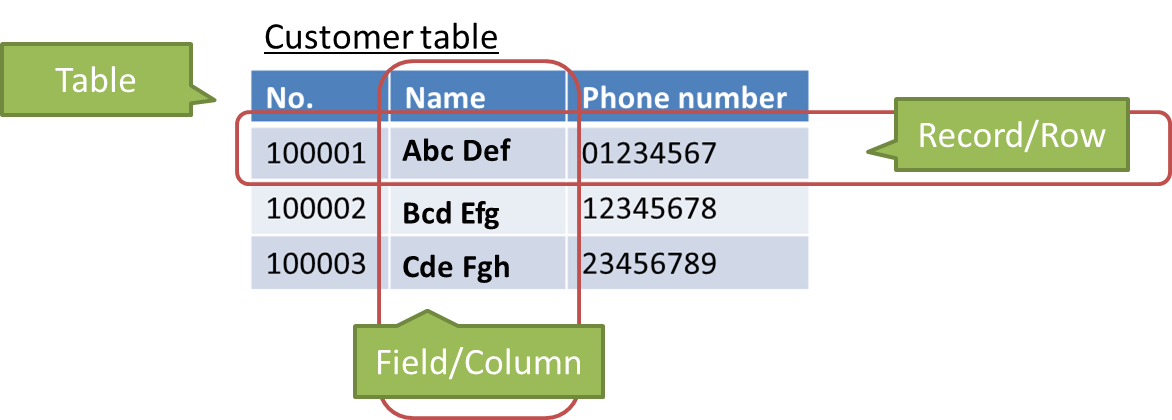 Customer table
Table
No. Name Phone number
Record/Row
100001 Abc Def 01234567
100002 Bcd Efg 12345678
100003 Cde Fgh 23456789
Field/Column